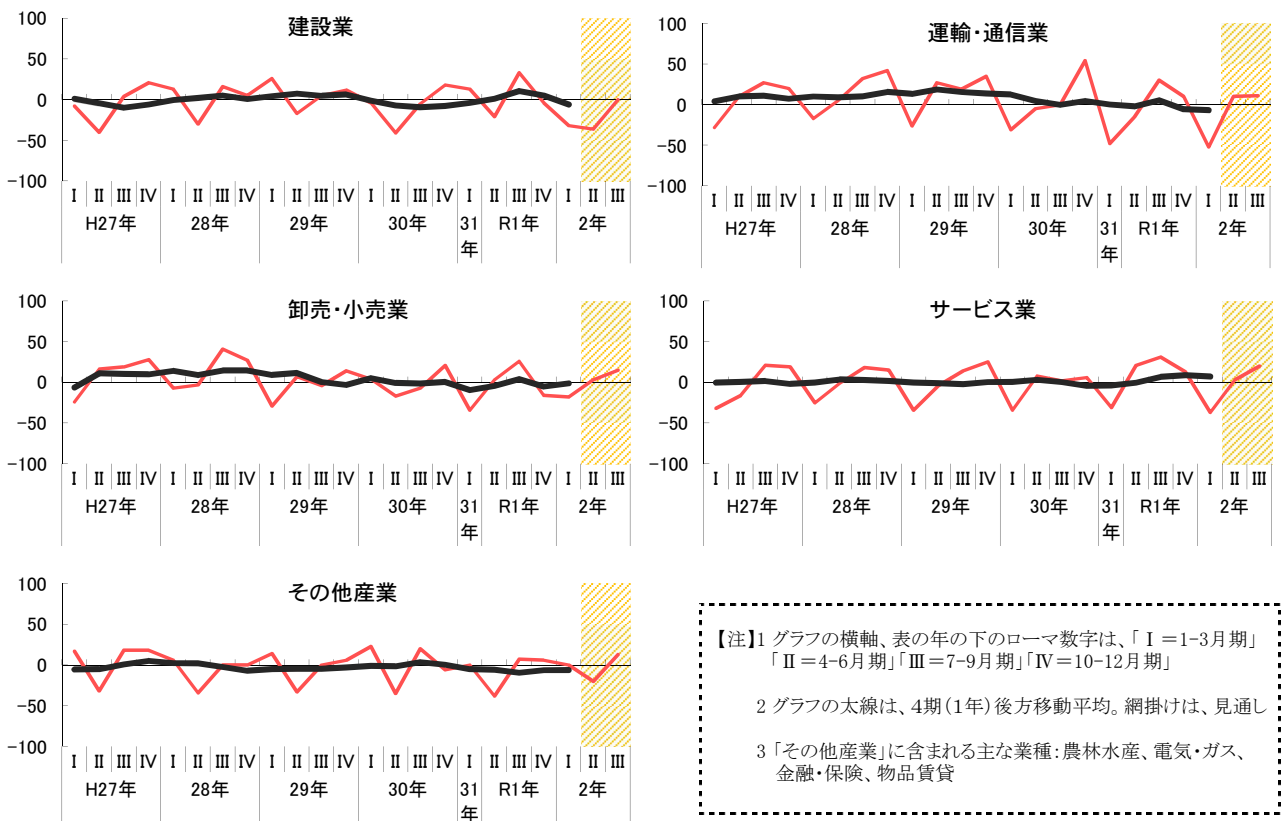 建設業
100
50
0
-50
-100
Ⅰ Ⅱ Ⅲ Ⅳ Ⅰ Ⅱ Ⅲ Ⅳ Ⅰ Ⅱ Ⅲ Ⅳ Ⅰ Ⅱ Ⅲ Ⅳ Ⅰ Ⅱ Ⅲ Ⅳ Ⅰ Ⅱ Ⅲ
H27年 28年 29年 30年 31年 R1年 2年
運輸・通信業
100
50
0
-50
-100
Ⅰ Ⅱ Ⅲ Ⅳ Ⅰ Ⅱ Ⅲ Ⅳ Ⅰ Ⅱ Ⅲ Ⅳ Ⅰ Ⅱ Ⅲ Ⅳ Ⅰ Ⅱ Ⅲ Ⅳ Ⅰ Ⅱ Ⅲ
H27年 28年 29年 30年 31年 R1年 2年
卸売・小売業
100
50
0
-50
-100
Ⅰ Ⅱ Ⅲ Ⅳ Ⅰ Ⅱ Ⅲ Ⅳ Ⅰ Ⅱ Ⅲ Ⅳ Ⅰ Ⅱ Ⅲ Ⅳ Ⅰ Ⅱ Ⅲ Ⅳ Ⅰ Ⅱ Ⅲ
H27年 28年 29年 30年 31年 R1年 2年
サービス業
100
50
0
-50
-100
Ⅰ Ⅱ Ⅲ Ⅳ Ⅰ Ⅱ Ⅲ Ⅳ Ⅰ Ⅱ Ⅲ Ⅳ Ⅰ Ⅱ Ⅲ Ⅳ Ⅰ Ⅱ Ⅲ Ⅳ Ⅰ Ⅱ Ⅲ
H27年 28年 29年 30年 31年 R1年 2年
その他産業
100
50
0
-50
-100
Ⅰ Ⅱ Ⅲ Ⅳ Ⅰ Ⅱ Ⅲ Ⅳ Ⅰ Ⅱ Ⅲ Ⅳ Ⅰ Ⅱ Ⅲ Ⅳ Ⅰ Ⅱ Ⅲ Ⅳ Ⅰ Ⅱ Ⅲ
H27年 28年 29年 30年 31年 R1年 2年
【注】1 グラフの横軸、表の年の下のローマ数字は、「Ⅰ=1-3月期」
「Ⅱ=4-6月期」「Ⅲ=7-9月期」「Ⅳ=10-12月期」
2 グラフの太線は、4期(1年)後方移動平均。網掛けは、見通し
3 「その他産業」に含まれる主な業種:農林水産、電気・ガス、
金融・保険、物品賃貸